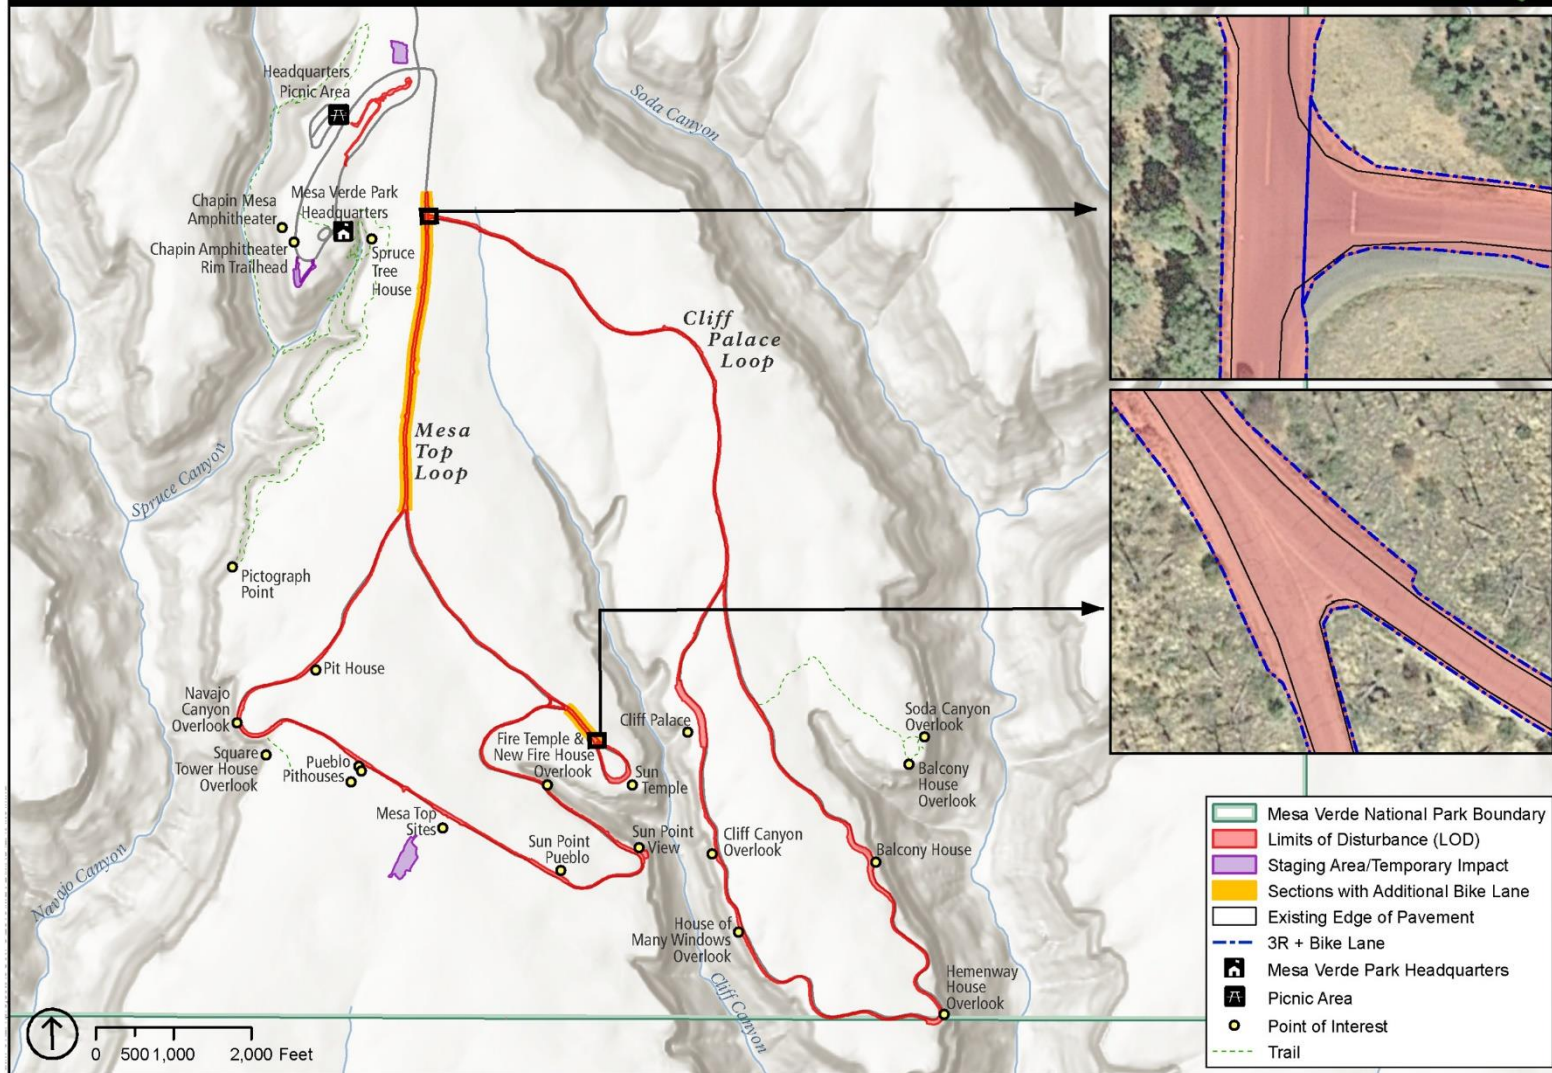 Headquarters
Picnic Area
Soda Canyon
Chapin Mesa
Amphitheater
Mesa Verde Park
Headquarters
Chapin Amphitheater
Rim Trailhead
Spruce
Tree
House
Cliff
Palace
Loop
Mesa
Top
Loop
Spruce Canyon
Pictograph
Point
Pit House
Navajo
Canyon
Overlook
Square
Tower House
Overlook
Pueblo
Pithouses
Mesa Top
Sites
Fire Temple &
New Fire House
Overlook
Cliff Palace
Sun
Temple
Soda Canyon
Overlook
Balcony
House
Overlook
Sun Point
Pueblo
Sun Point
View
Cliff Canyon
Overlook
Balcony House
Navajo Canyon
House of
Many Windows
Overlook
Cliff Canyon
Hemenway
House
Overlook
0 500 1,000 2,000 Feet
Mesa Verde National Park Boundary
Limits of Disturbance (LOD)
Staging Area/Temporary Impact
Sections with Additional Bike Lane
Existing Edge of Pavement
3R + Bike Lane
Mesa Verde Park Headquarters
Picnic Area
Point of Interest
Trail